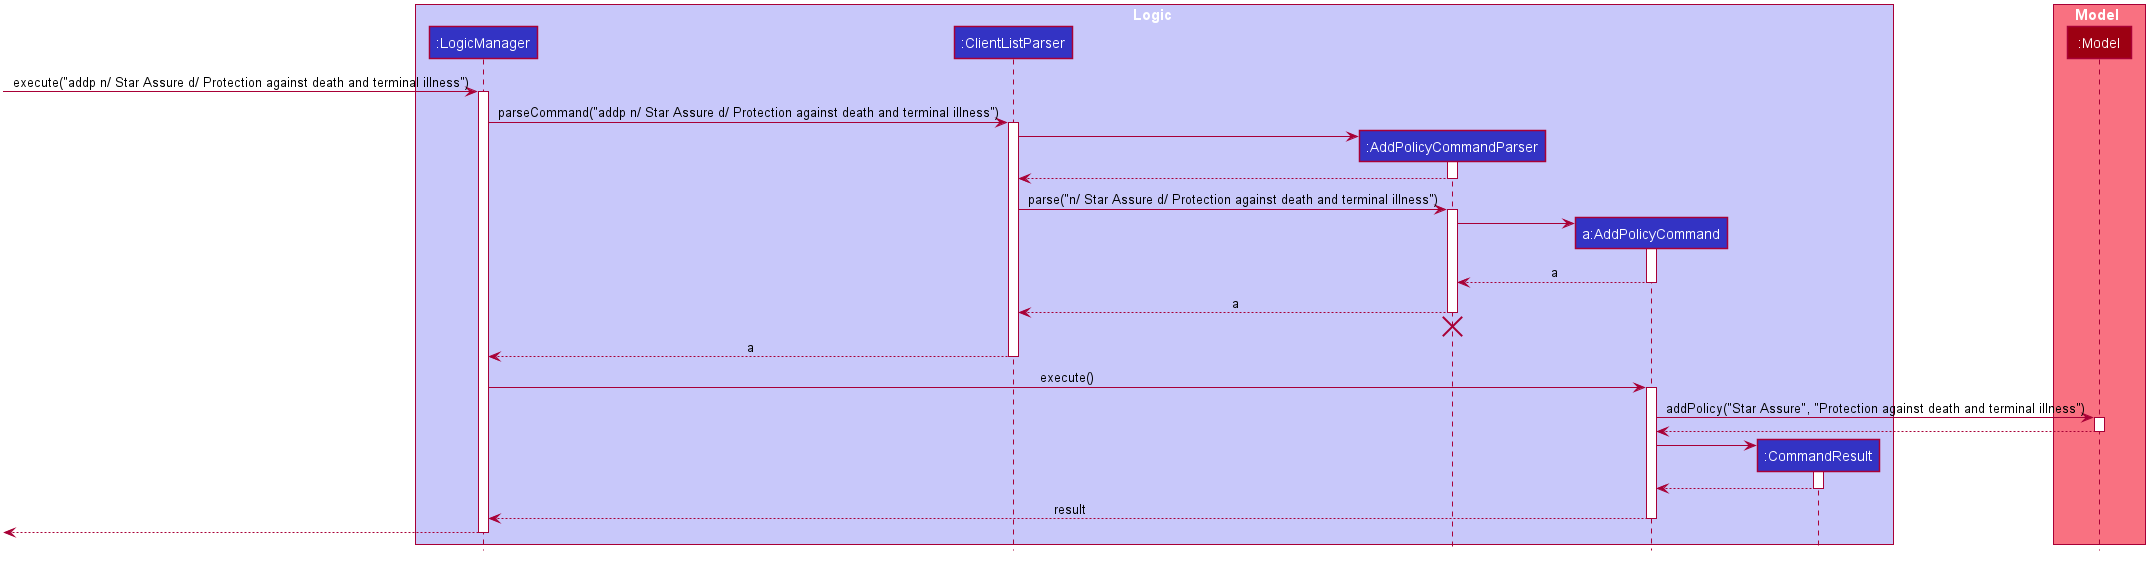 Logic
Model
:LogicManager
:ClientListParser
:Model
execute("addp n/ Star Assure d/ Protection against death and terminal illness")
parseCommand("addp n/ Star Assure d/ Protection against death and terminal illness")
:AddPolicyCommandParser
parse("n/ Star Assure d/ Protection against death and terminal illness")
a:AddPolicyCommand
a
a
a
execute()
addPolicy("Star Assure", "Protection against death and terminal illness")
:CommandResult
result